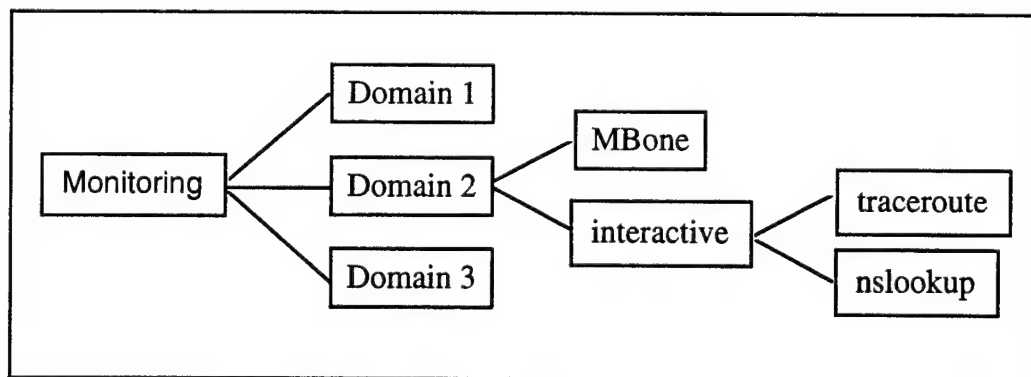 Monitoring
Domain 1
Domain 2
Domain 3
MBone
interactive
traceroute
nslookup